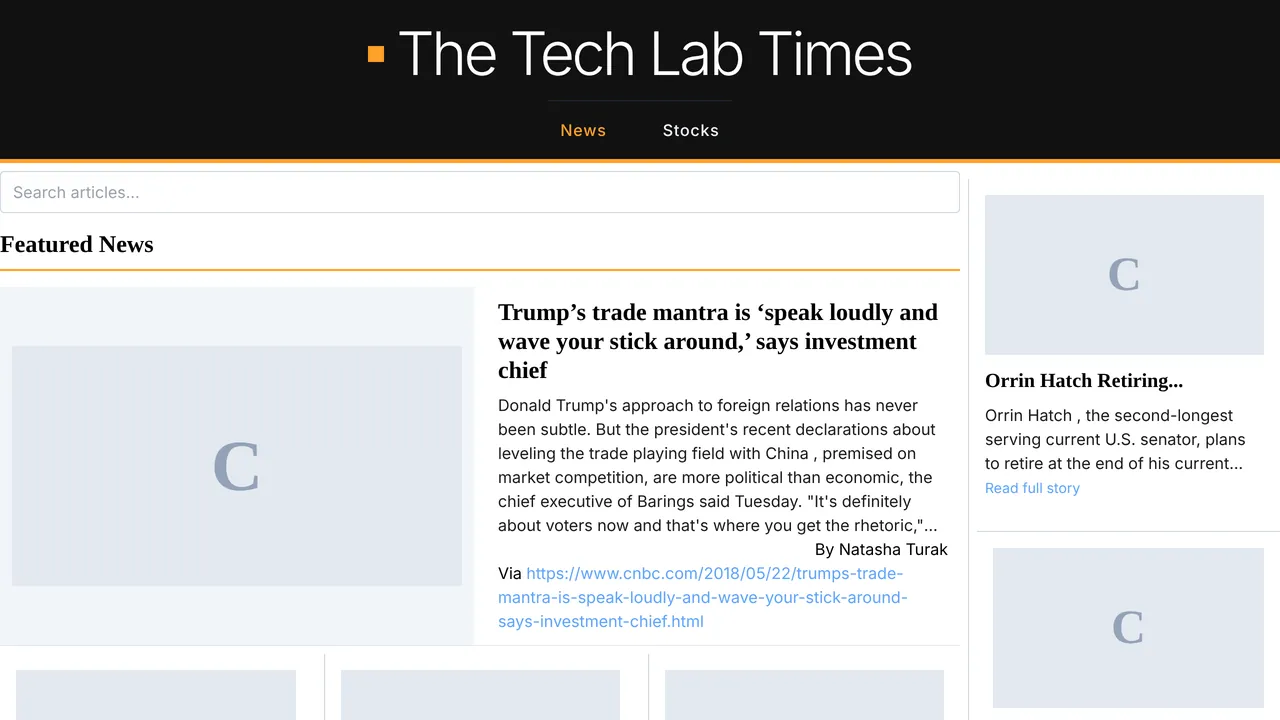 The Tech Lab Times
News Stocks
Search articles...
Featured News
C
Trump’s trade mantra is ‘speak loudly and
wave your stick around,’ says investment
chief
Donald Trump's approach to foreign relations has never
been subtle. But the president's recent declarations about
leveling the trade playing field with China , premised on
market competition, are more political than economic, the
chief executive of Barings said Tuesday. "It's definitely
about voters now and that's where you get the rhetoric,"...
By Natasha Turak
Via https://www.cnbc.com/2018/05/22/trumps-trade-
mantra-is-speak-loudly-and-wave-your-stick-around-
says-investment-chief.html
C
Orrin Hatch Retiring...
Orrin Hatch , the second-longest
serving current U.S. senator, plans
to retire at the end of his current...
Read full story
C